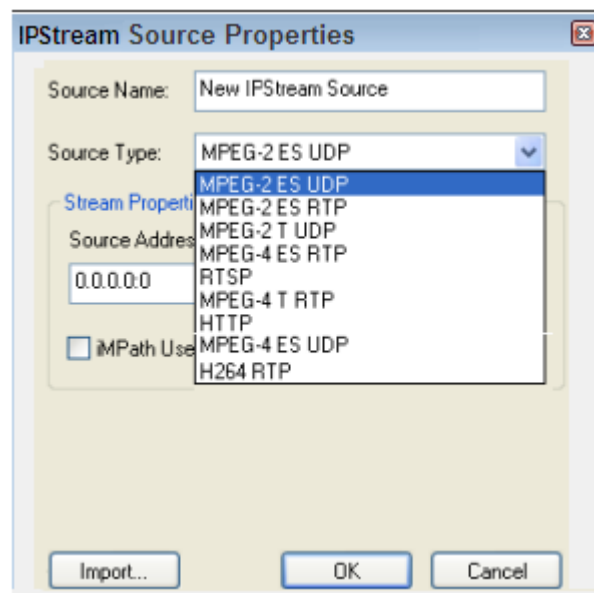 IPStream Source Properties
Source Name: New IPStream Source
Source Type: MPEG-2 ES UDP
MPEG-2 ES UDP
Stream Properti
MPEG-2 ES RTP
MPEG-2 T UDP
Source Addres
MPEG-4 ES RTP
0.0.0.0:0
RTSP
MPEG-4 T RTP
HTTP
iMPath Use
MPEG-4 ES UDP
H264 RTP
Import...
OK
Cancel